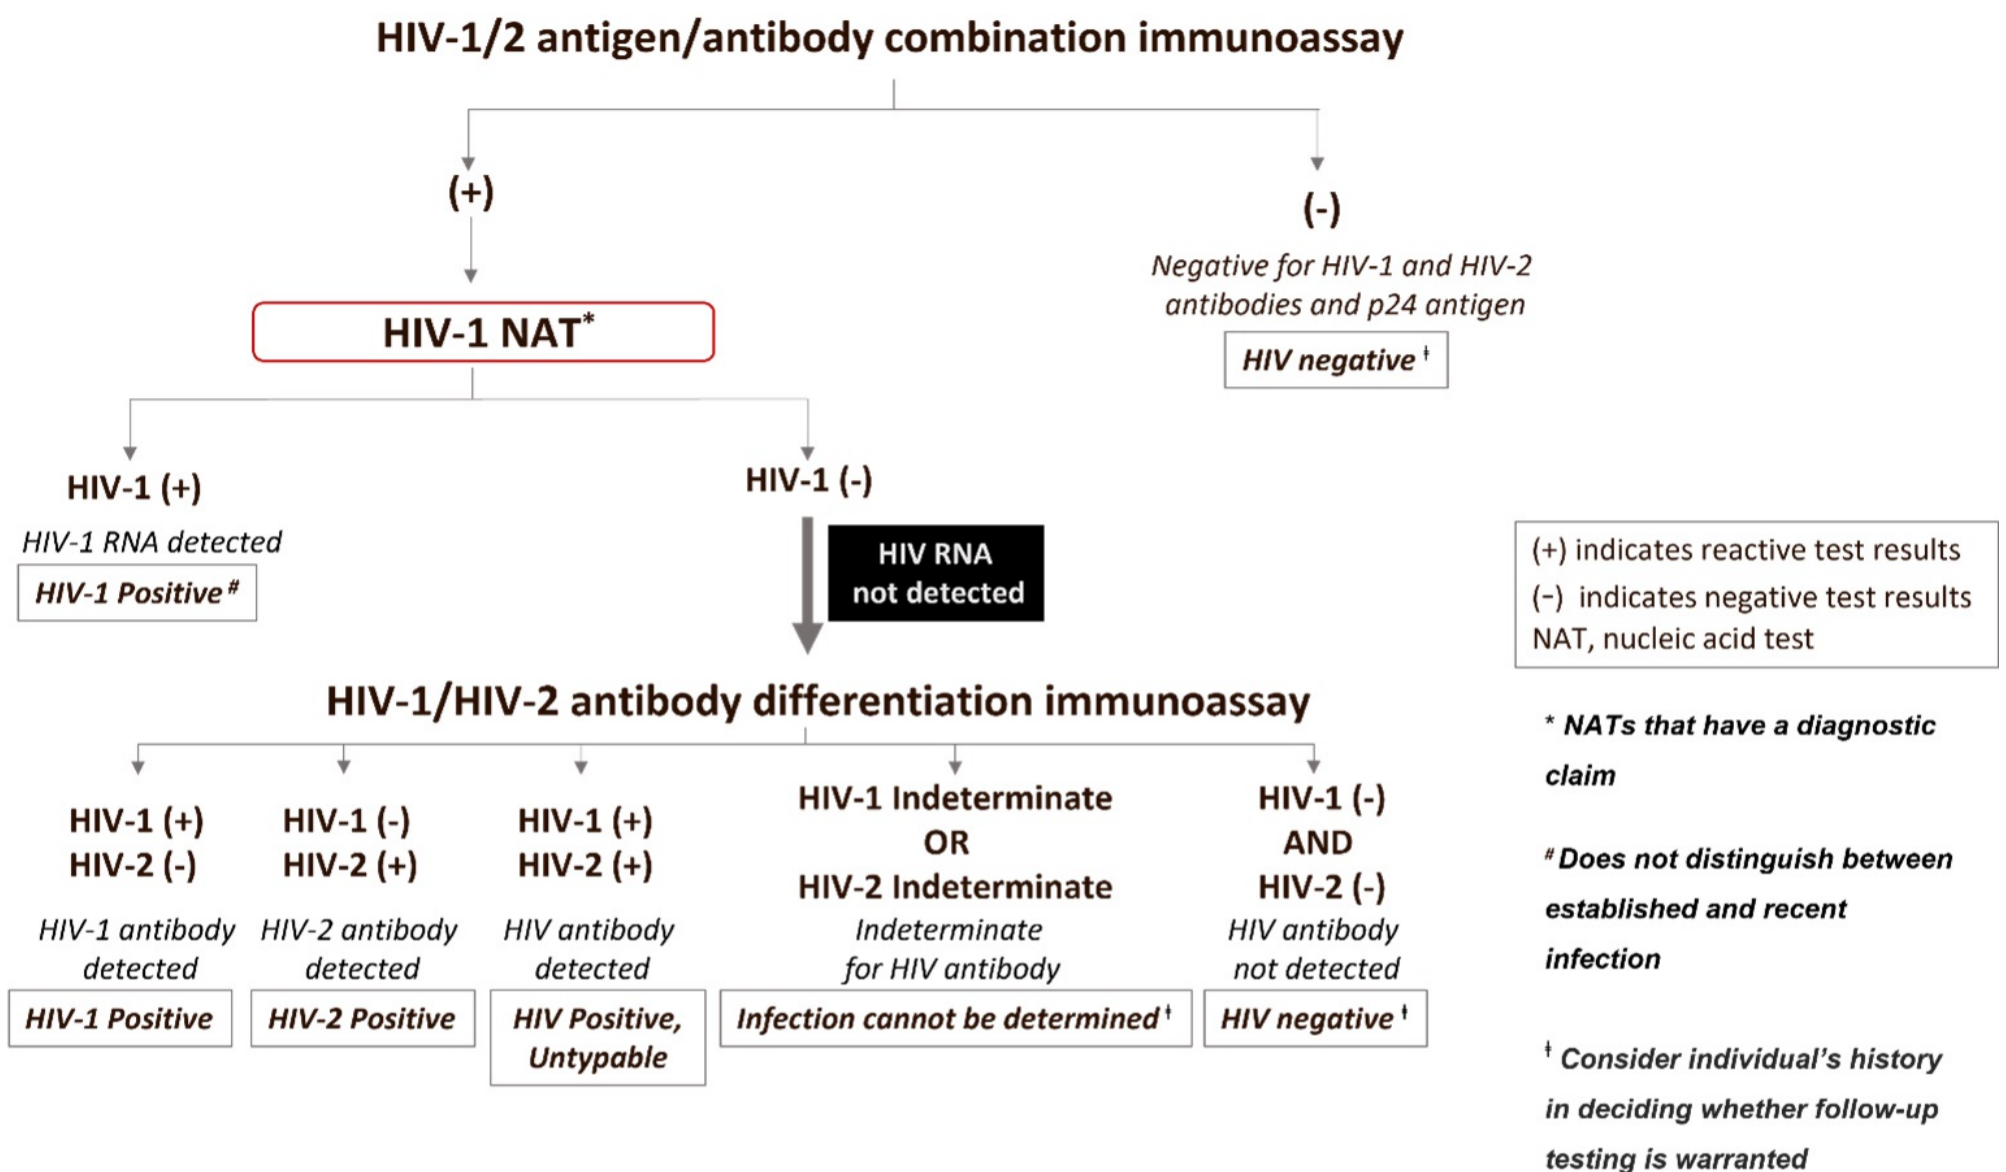 HIV-1/2 antigen/antibody combination immunoassay
(+)
(-)
Negative for HIV-1 and HIV-2
antibodies and p24 antigen
HIV negative ǂ
HIV-1 NAT*
HIV-1 (+)
HIV-1 RNA detected
HIV-1 Positive #
HIV-1 (-)
HIV RNA
not detected
HIV-1/HIV-2 antibody differentiation immunoassay
HIV-1 (+)
HIV-2 (-)
HIV-1 antibody
detected
HIV-1 Positive
HIV-1 (-)
HIV-2 (+)
HIV-2 antibody
detected
HIV-2 Positive
HIV-1 (+)
HIV-2 (+)
HIV antibody
detected
HIV Positive,
Untypable
HIV-1 Indeterminate
OR
HIV-2 Indeterminate
Indeterminate
for HIV antibody
Infection cannot be determined ǂ
HIV-1 (-)
AND
HIV-2 (-)
HIV antibody
not detected
HIV negative ǂ
(+) indicates reactive test results
(−) indicates negative test results
NAT, nucleic acid test
* NATs that have a diagnostic
claim
# Does not distinguish between
established and recent
infection
ǂ Consider individual’s history
in deciding whether follow-up
testing is warranted